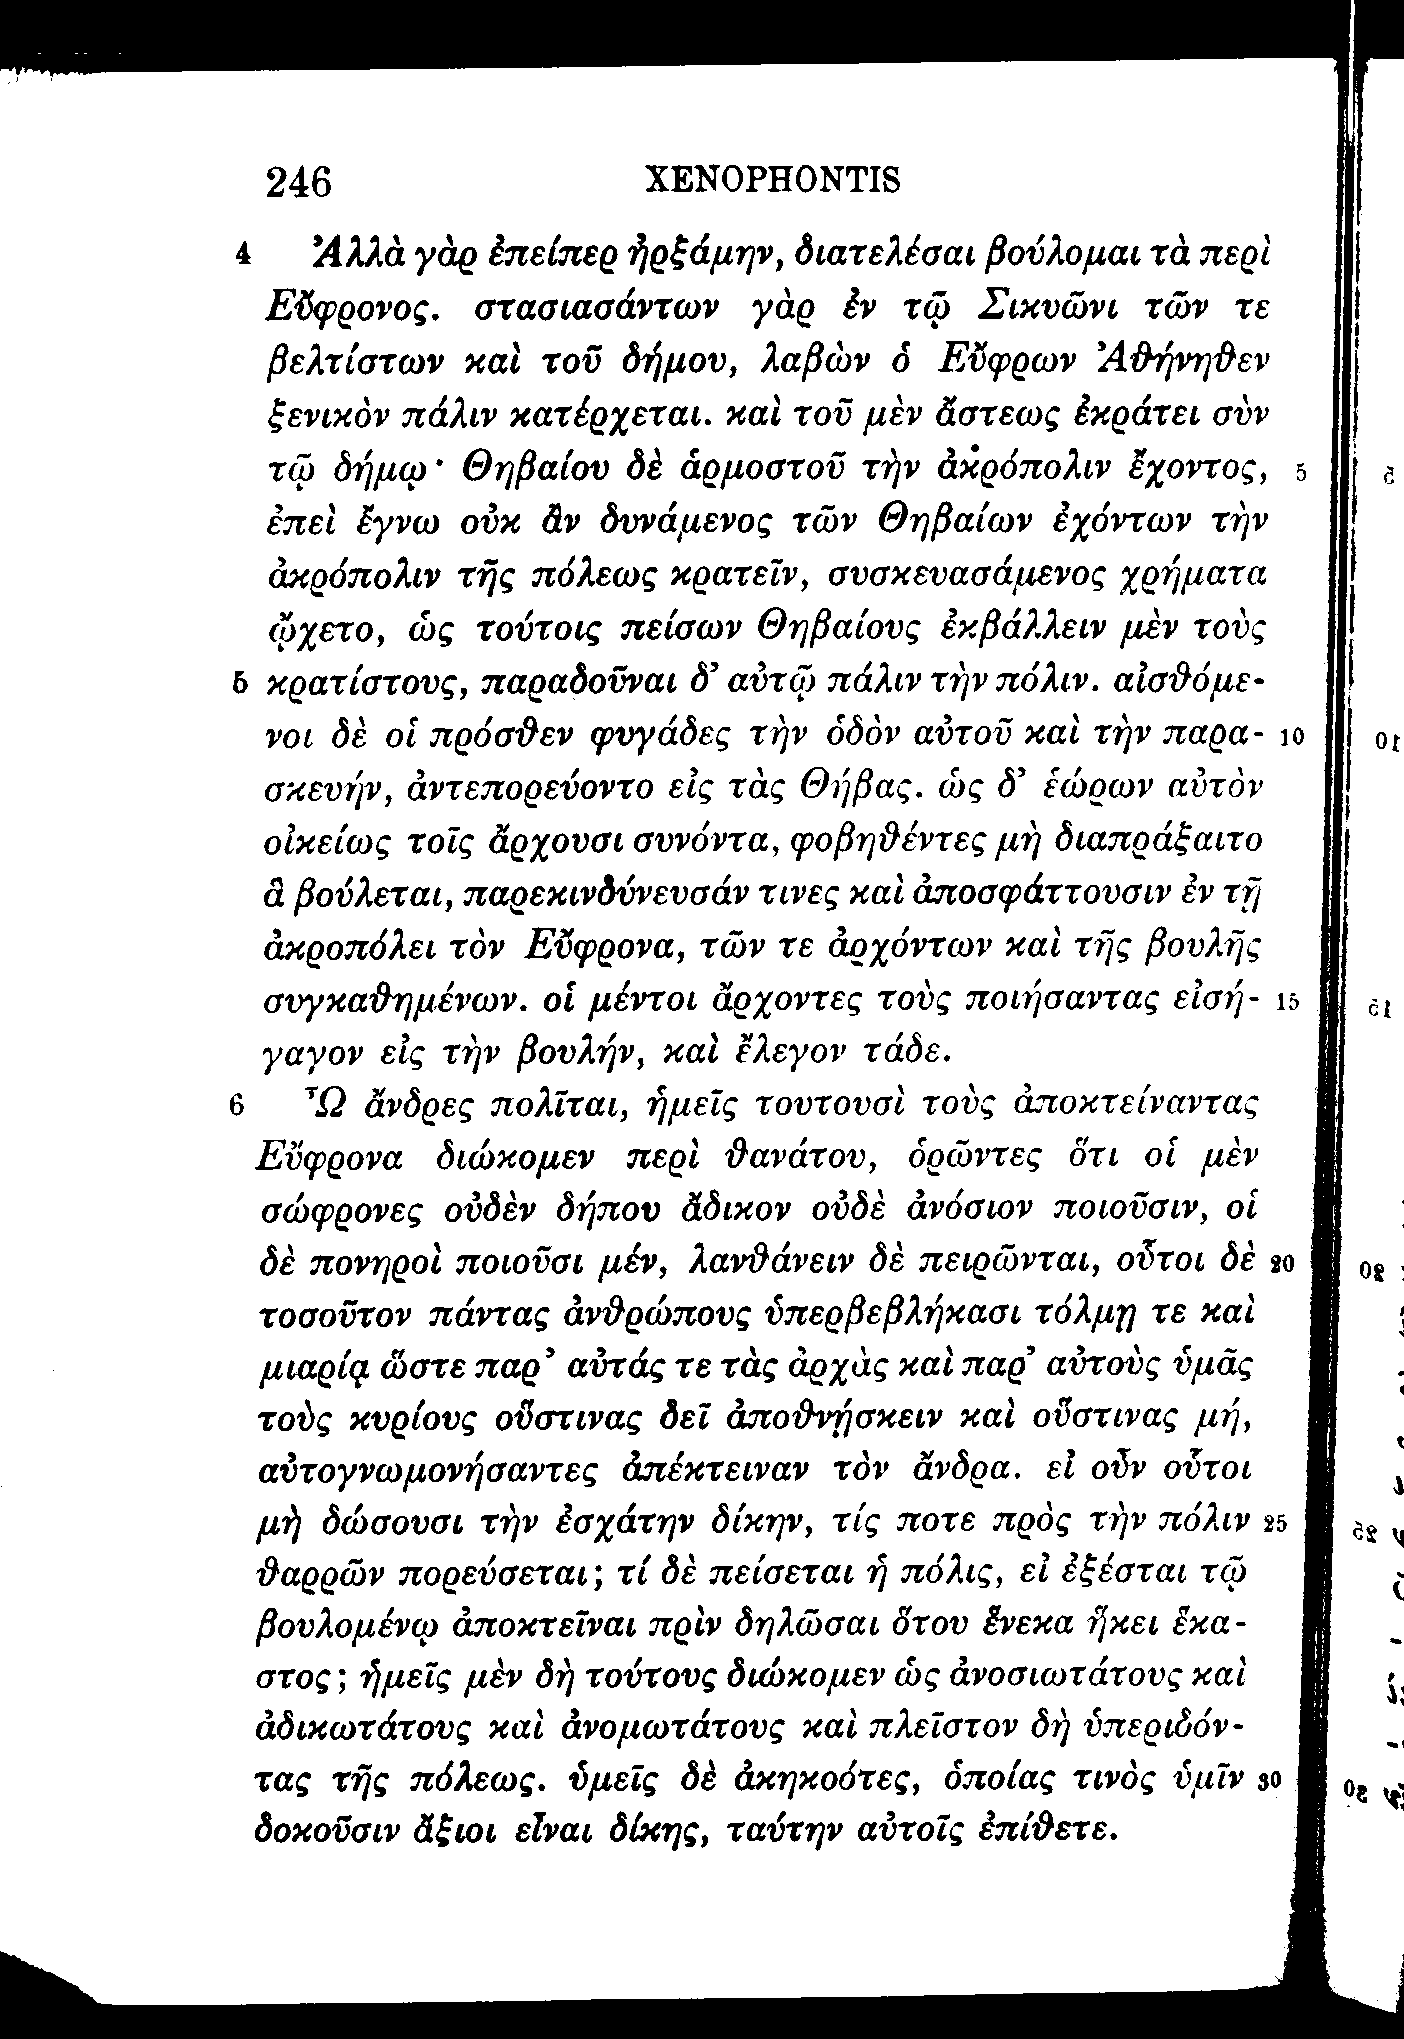 246 XENOPHONTIS
4 Ἀλλὰ γὰρ ἐπείπερ ἠρξάμην, διατελέσαι βούλομαι τὰ περὶ
Εὔφρονος. στασιασάντων γὰρ ἐν τῷ Σικυῶνι τῶν τε
βελτίστων καὶ τοῦ δήμου, λαβὼν ὁ Εὔφρων Ἀθήνηθεν
ξενικὸν πάλιν κατέρχεται. καὶ τοῦ μὲν ἄστεως ἐκράτει σὺν
τῷ δήμῳ· Θηβαίου δὲ ἁρμοστοῦ τὴν ἀκρόπολιν ἔχοντος, 5
ἐπεὶ ἔγνω οὐκ ἂν δυνάμενος τῶν Θηβαίων ἐχόντων τὴν
ἀκρόπολιν τῆς πόλεως κρατεῖν, συσκευασάμενος χρήματα
ᾤχετο, ὡς τούτοις πείσων Θηβαίους ἐκβάλλειν μὲν τοὺς
5 κρατίστους, παραδοῦναι δ’ αὐτῷ πάλιν τὴν πόλιν. αἰσθόμε-
νοι δὲ οἱ πρόσθεν φυγάδες τὴν ὁδὸν αὐτοῦ καὶ τὴν παρα- 10
σκευήν, ἀντεπορεύοντο εἰς τὰς Θήβας. ὡς δ’ ἑώρων αὐτὸν
οἰκείως τοῖς ἄρχουσι συνόντα, φοβηθέντες μὴ διαπράξαιτο
ἃ βούλεται, παρεκινδύνευσάν τινες καὶ ἀποσφάττουσιν ἐν τῇ
ἀκροπόλει τὸν Εὔφρονα, τῶν τε ἀρχόντων καὶ τῆς βουλῆς
συγκαθημένων. οἱ μέντοι ἄρχοντες τοὺς ποιήσαντας εἰσή- 15
γαγον εἰς τὴν βουλήν, καὶ ἔλεγον τάδε.
6 Ὦ ἄνδρες πολῖται, ἡμεῖς τουτουσὶ τοὺς ἀποκτείναντας
Εὔφρονα διώκομεν περὶ θανάτου, ὁρῶντες ὅτι οἱ μὲν
σώφρονες οὐδὲν δήπου ἄδικον οὐδὲ ἀνόσιον ποιοῦσιν, οἱ
δὲ πονηροὶ ποιοῦσι μέν, λανθάνειν δὲ πειρῶνται, οὗτοι δὲ 20
τοσοῦτον πάντας ἀνθρώπους ὑπερβεβλήκασι τόλμῃ τε καὶ
μιαρίᾳ ὥστε παρ’ αὐτάς τε τὰς ἀρχὰς καὶ παρ’ αὐτοὺς ὑμᾶς
τοὺς κυρίους οὕστινας δεῖ ἀποθνῄσκειν καὶ οὕστινας μή,
αὐτογνωμονήσαντες ἀπέκτειναν τὸν ἄνδρα. εἰ οὖν οὗτοι
μὴ δώσουσι τὴν ἐσχάτην δίκην, τίς ποτε πρὸς τὴν πόλιν 25
θαρρῶν πορεύσεται; τί δὲ πείσεται ἡ πόλις, εἰ ἐξέσται τῷ
βουλομένῳ ἀποκτεῖναι πρὶν δηλῶσαι ὅτου ἕνεκα ἥκει ἕκα-
στος; ἡμεῖς μὲν δὴ τούτους διώκομεν ὡς ἀνοσιωτάτους καὶ
ἀδικωτάτους καὶ ἀνομωτάτους καὶ πλεῖστον δὴ ὑπεριδόν-
τας τῆς πόλεως. ὑμεῖς δὲ ἀκηκοότες, ὁποίας τινὸς ὑμῖν 30
δοκοῦσιν ἄξιοι εἶναι δίκης, ταύτην αὐτοῖς ἐπίθετε.